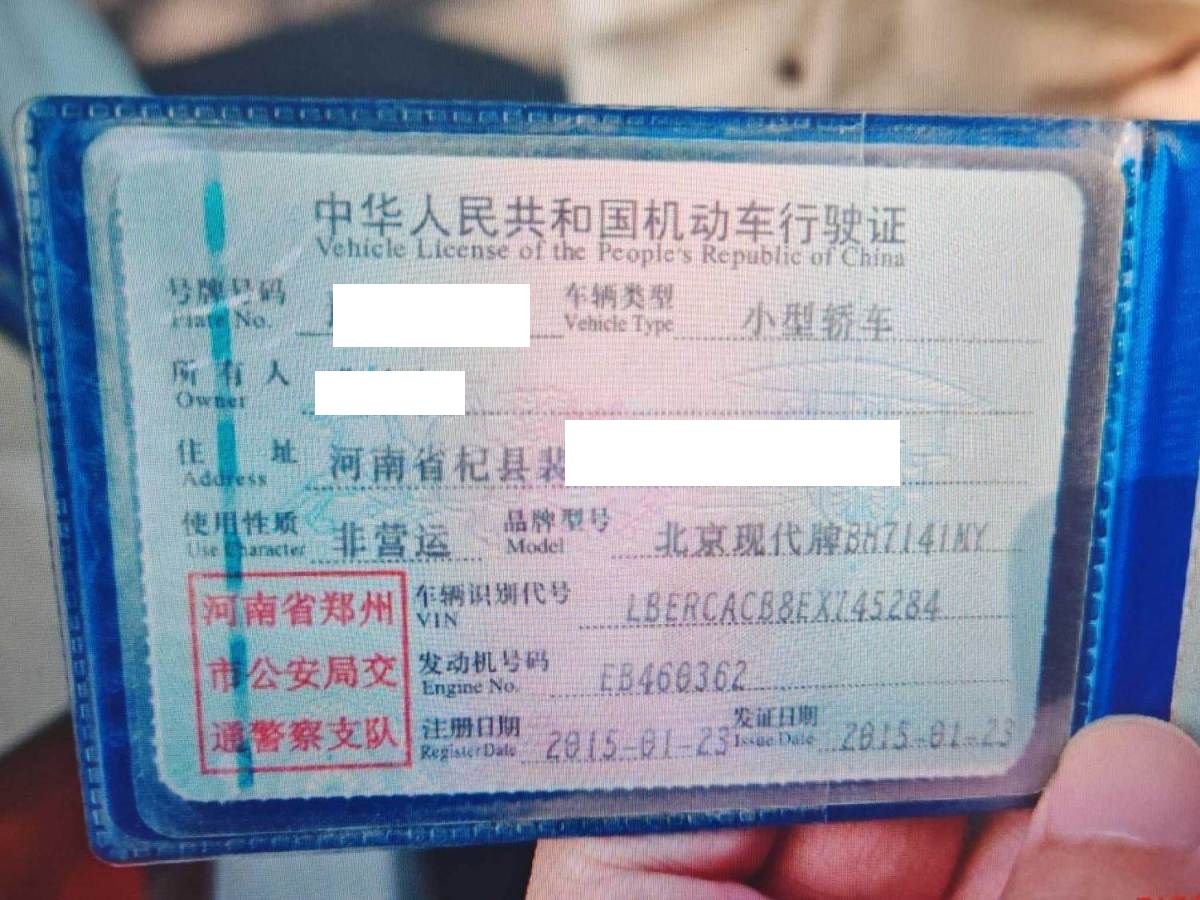 中华人民共和国机动车行驶证
Vehicle License of the People's Republic of China
号牌号码 车辆类型 小型轿车
Plate No. Vehicle Type
所有人
Owner
住址 河南省杞县裴
Address
使用性质 非营运 品牌型号 北京现代牌BH7141MY
Use Character Model
河南省郑州
市公安局交
通警察支队
车辆识别代号 LBERCACB8EX745284
VIN
发动机号码 EB460362
Engine No.
注册日期 2015-01-23 发证日期 2015-01-23
Register Date Issue Date